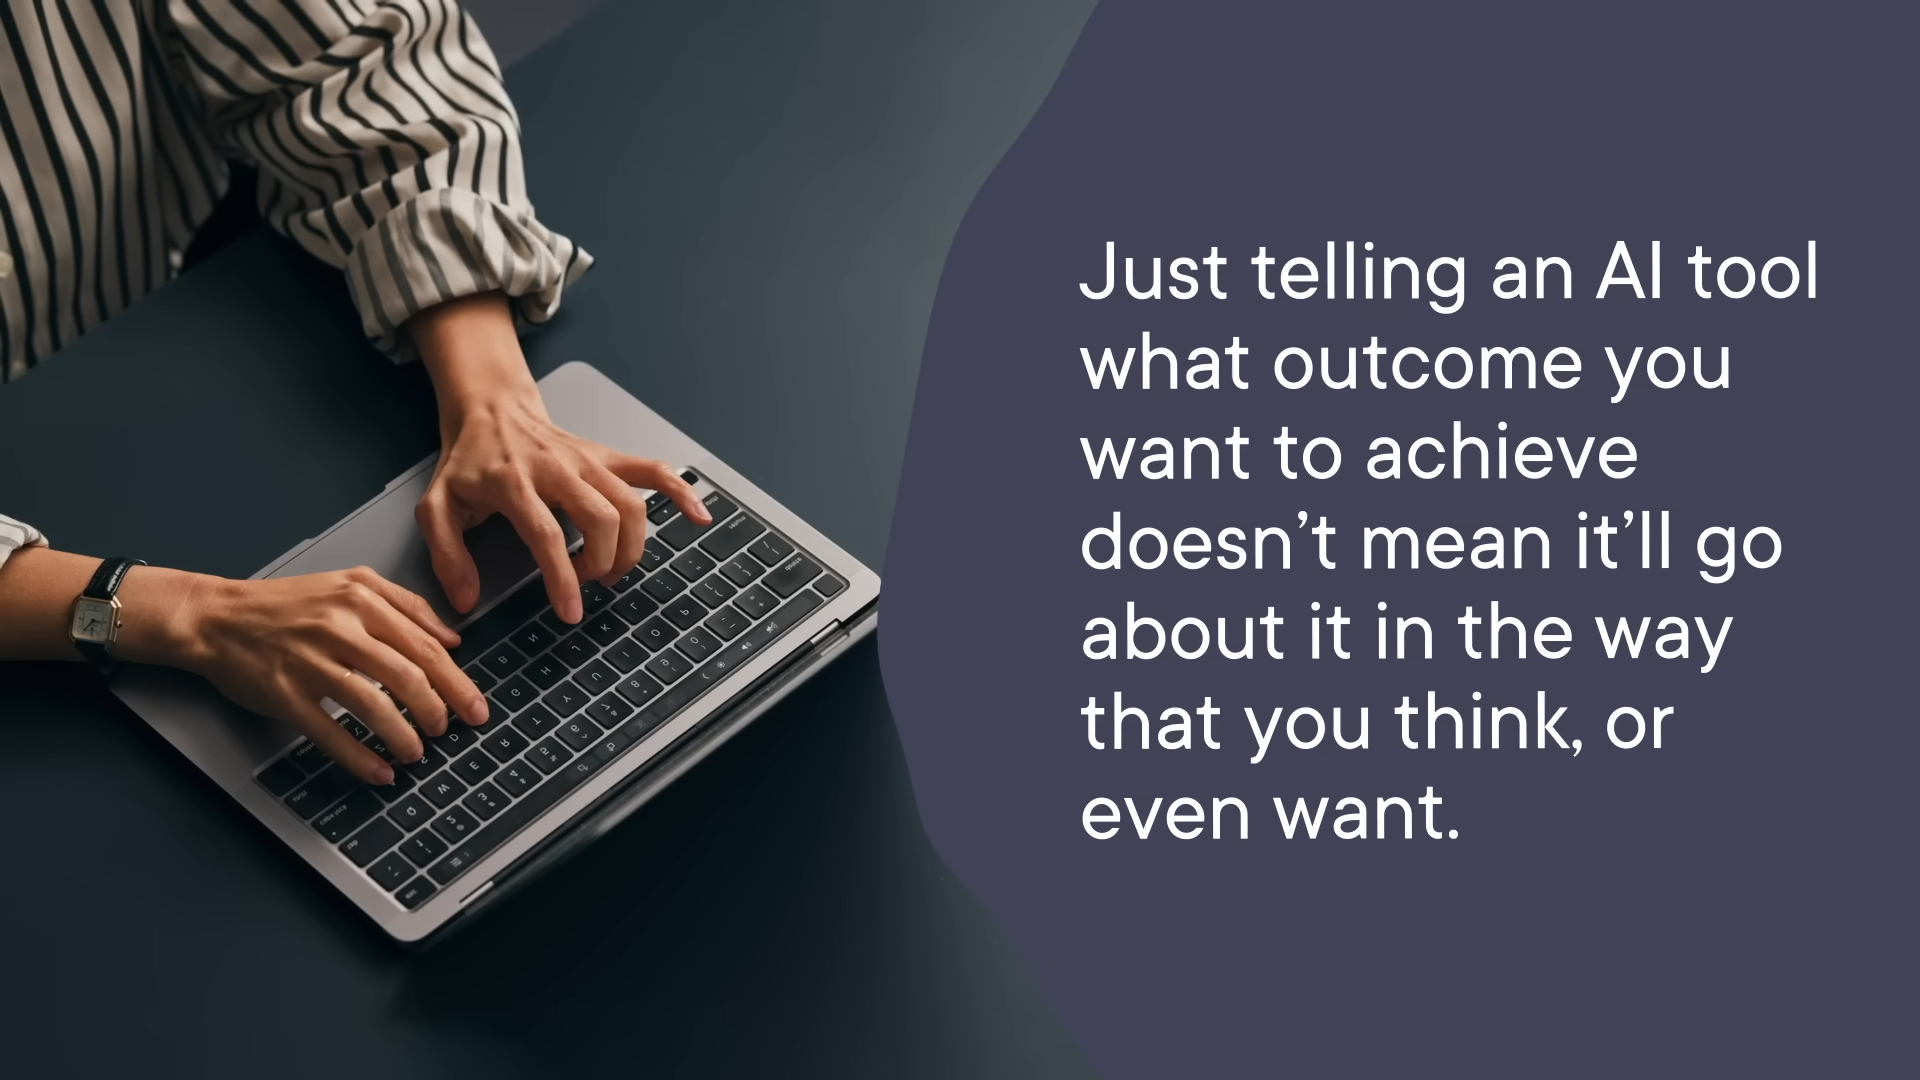 Just telling an AI tool
what outcome you
want to achieve
doesn’t mean it’ll go
about it in the way
that you think, or
even want.